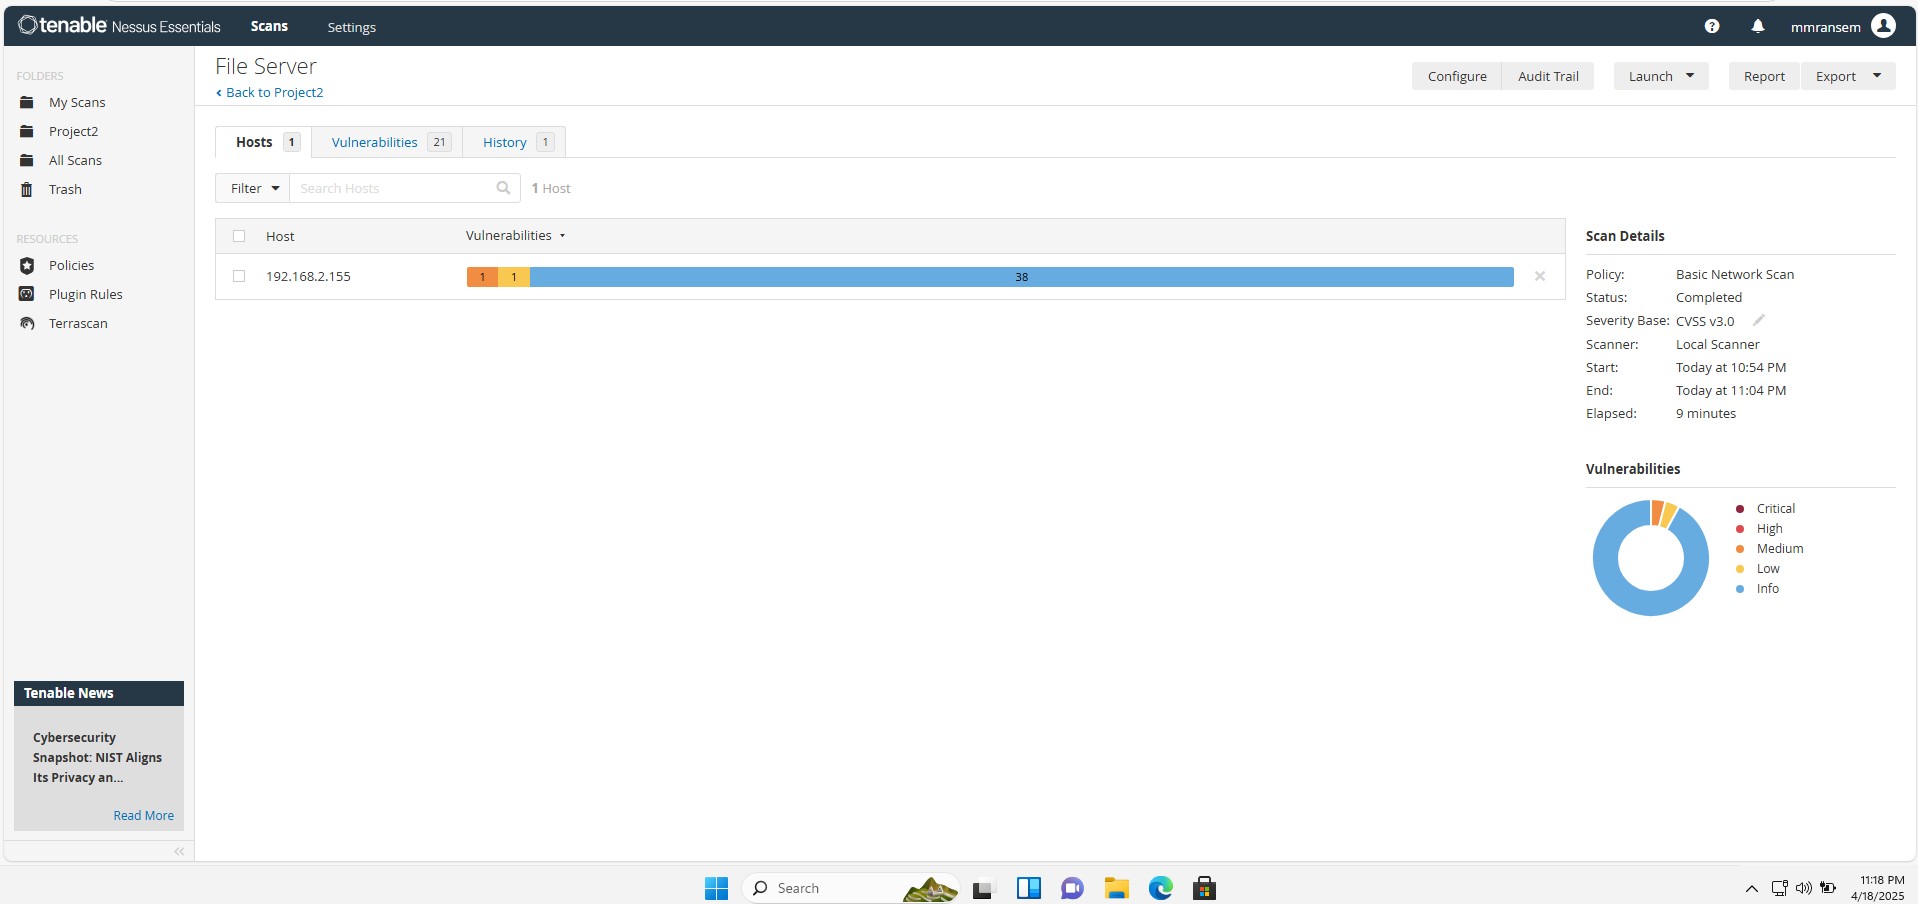 tenable Nessus Essentials Scans Settings mmransem
FOLDERS
My Scans
Project2
All Scans
Trash
RESOURCES
Policies
Plugin Rules
Terrascan
Tenable News
Cybersecurity
Snapshot: NIST Aligns
Its Privacy an...
Read More
File Server
Back to Project2
Configure Audit Trail Launch Report Export
Hosts 1 Vulnerabilities 21 History 1
Filter Search Hosts 1 Host
Host Vulnerabilities
192.168.2.155 1 1 38
Scan Details
Policy: Basic Network Scan
Status: Completed
Severity Base: CVSS v3.0
Scanner: Local Scanner
Start: Today at 10:54 PM
End: Today at 11:04 PM
Elapsed: 9 minutes
Vulnerabilities
Critical
High
Medium
Low
Info
Search
11:18 PM
4/18/2025